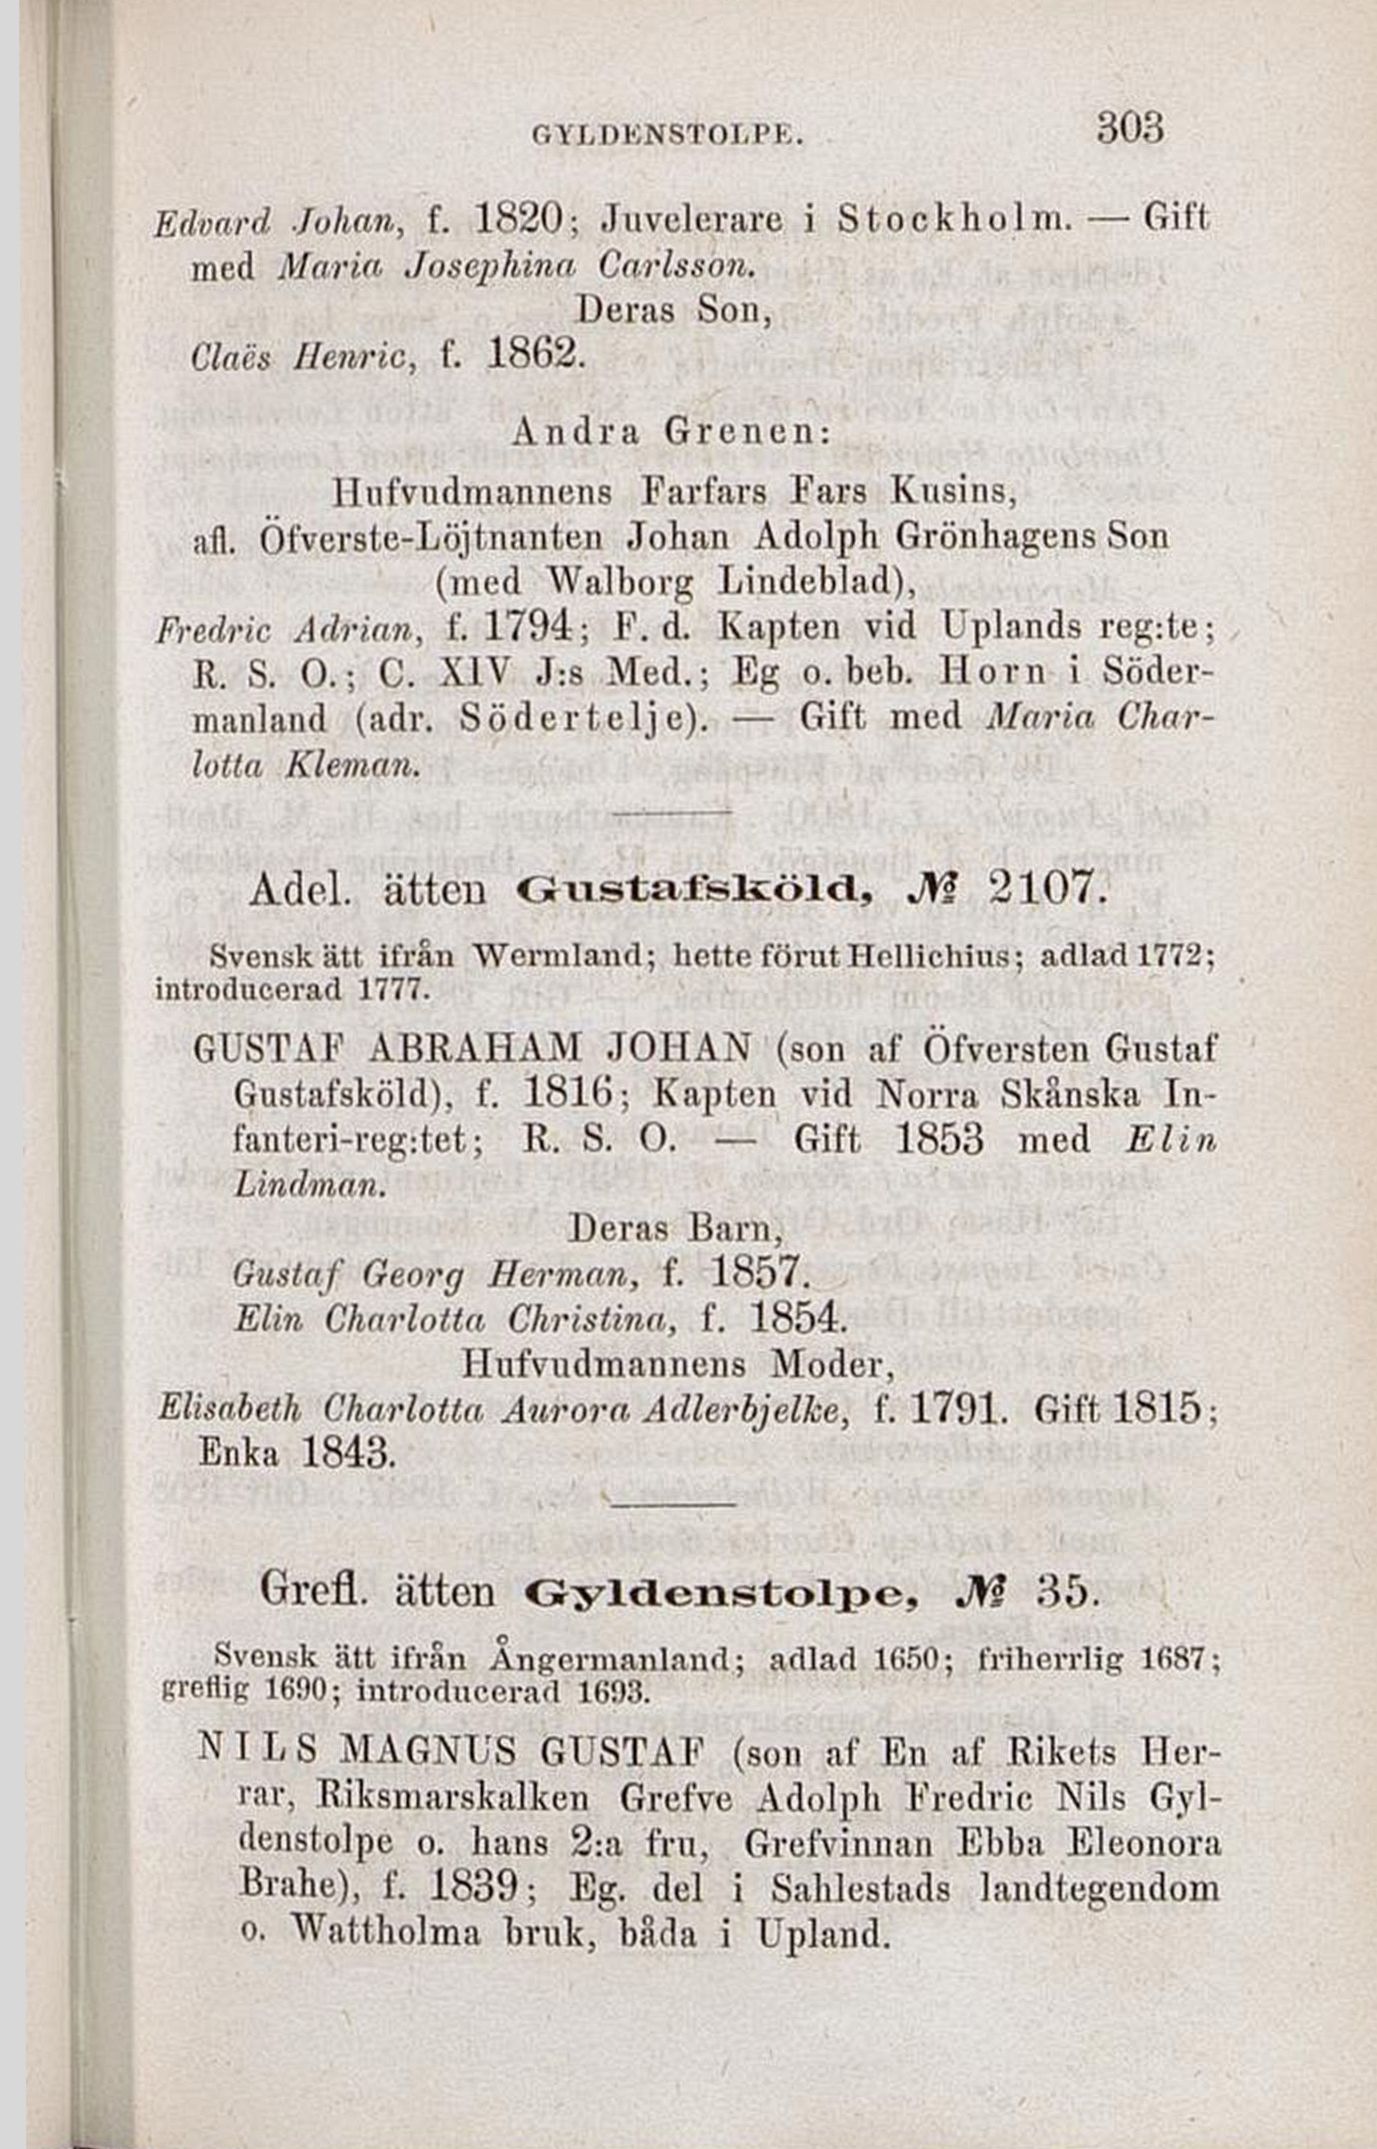 GYLDENSTOLPE. 303
Edvard Johan, f. 1820; Juvelerare i Stockholm. — Gift
med Maria Josephina Carlsson.
Deras Son,
Claës Henric, f. 1862.
Andra Grenen:
Hufvudmannens Farfars Fars Kusins,
afl. Öfverste-Löjtnanten Johan Adolph Grönhagens Son
(med Walborg Lindeblad),
Fredric Adrian, f. 1794; F. d. Kapten vid Uplands reg:te;
R. S. O.; C. XIV J:s Med.; Eg o. beb. Horn i Söder-
manland (adr. Södertelje). — Gift med Maria Char-
lotta Kleman.
Adel. ätten Gustafsköld, № 2107.
Svensk ätt ifrån Wermland; hette förut Hellichius; adlad 1772;
introducerad 1777.
GUSTAF ABRAHAM JOHAN (son af Öfversten Gustaf
Gustafsköld), f. 1816; Kapten vid Norra Skånska In-
fanteri-reg:tet; R. S. O. — Gift 1853 med Elin
Lindman.
Deras Barn,
Gustaf Georg Herman, f. 1857.
Elin Charlotta Christina, f. 1854.
Hufvudmannens Moder,
Elisabeth Charlotta Aurora Adlerbjelke, f. 1791. Gift 1815;
Enka 1843.
Grefl. ätten Gyldenstolpe, № 35.
Svensk ätt ifrån Ångermanland; adlad 1650; friherrlig 1687;
greflig 1690; introducerad 1693.
NILS MAGNUS GUSTAF (son af En af Rikets Her-
rar, Riksmarskalken Grefve Adolph Fredric Nils Gyl-
denstolpe o. hans 2:a fru, Grefvinnan Ebba Eleonora
Brahe), f. 1839; Eg. del i Sahlestads landtegendom
o. Wattholma bruk, båda i Upland.